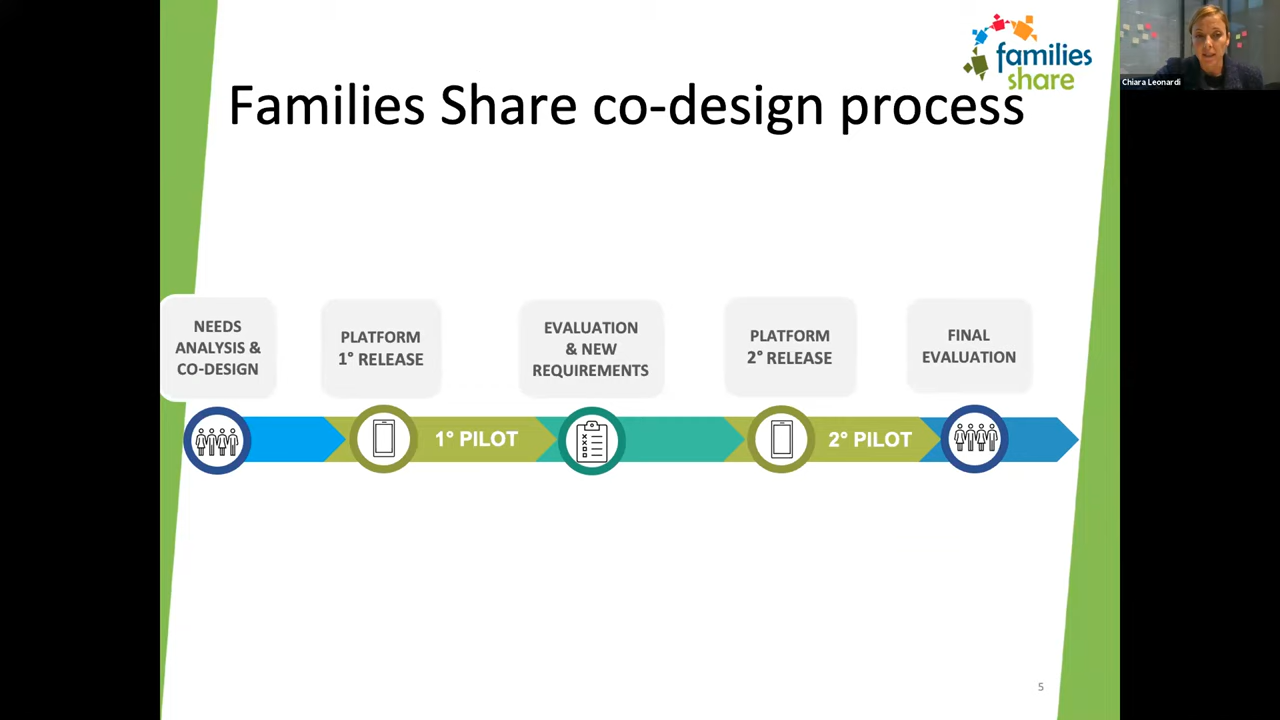 families
share
Chiara Leonardi
Families Share co-design process
NEEDS
ANALYSIS &
CO-DESIGN
PLATFORM
1° RELEASE
EVALUATION
& NEW
REQUIREMENTS
PLATFORM
2° RELEASE
FINAL
EVALUATION
1° PILOT
2° PILOT
5